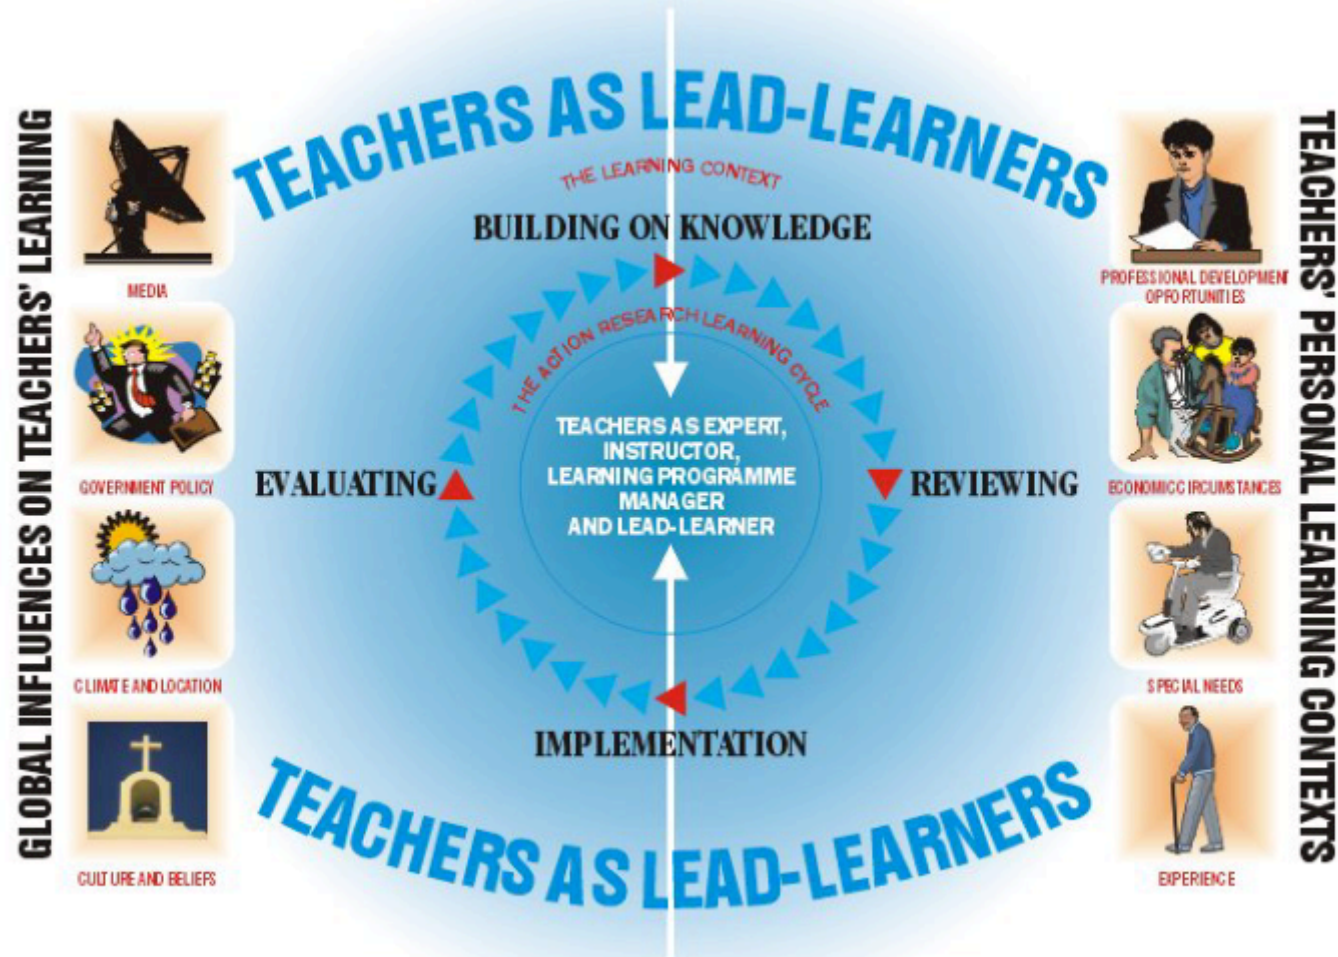 TEACHERS AS LEAD-LEARNERS
THE LEARNING CONTEXT
BUILDING ON KNOWLEDGE
THE ACTION RESEARCH LEARNING CYCLE
TEACHERS AS EXPERT,
INSTRUCTOR,
LEARNING PROGRAMME
MANAGER
AND LEAD-LEARNER
EVALUATING
REVIEWING
IMPLEMENTATION
TEACHERS AS LEAD-LEARNERS
GLOBAL INFLUENCES ON TEACHERS' LEARNING
MEDIA
GOVERNMENT POLICY
CLIMATE AND LOCATION
CULTURE AND BELIEFS
TEACHERS' PERSONAL LEARNING CONTEXTS
PROFESSIONAL DEVELOPMENT
OPPORTUNITIES
ECONOMIC CIRCUMSTANCES
SPECIAL NEEDS
EXPERIENCE